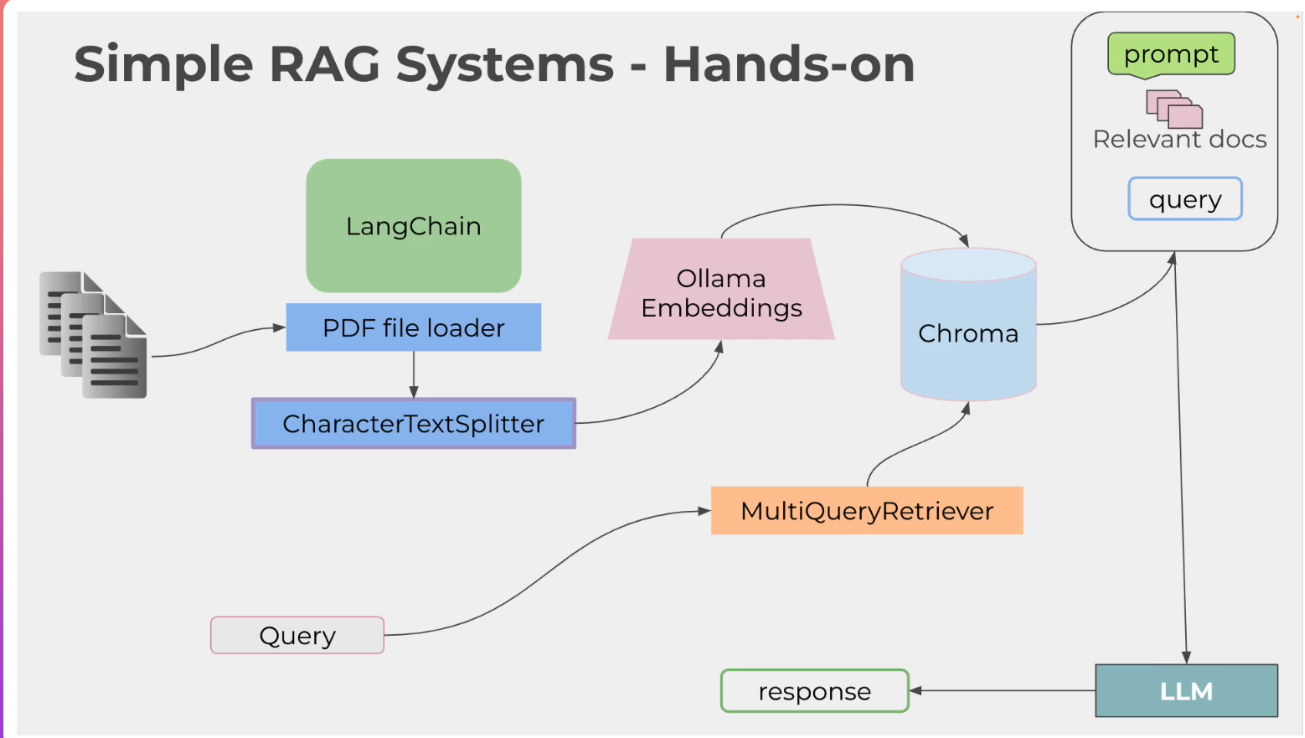 Simple RAG Systems - Hands-on
prompt
Relevant docs
query
LangChain
PDF file loader
CharacterTextSplitter
Ollama
Embeddings
Chroma
MultiQueryRetriever
Query
response
LLM